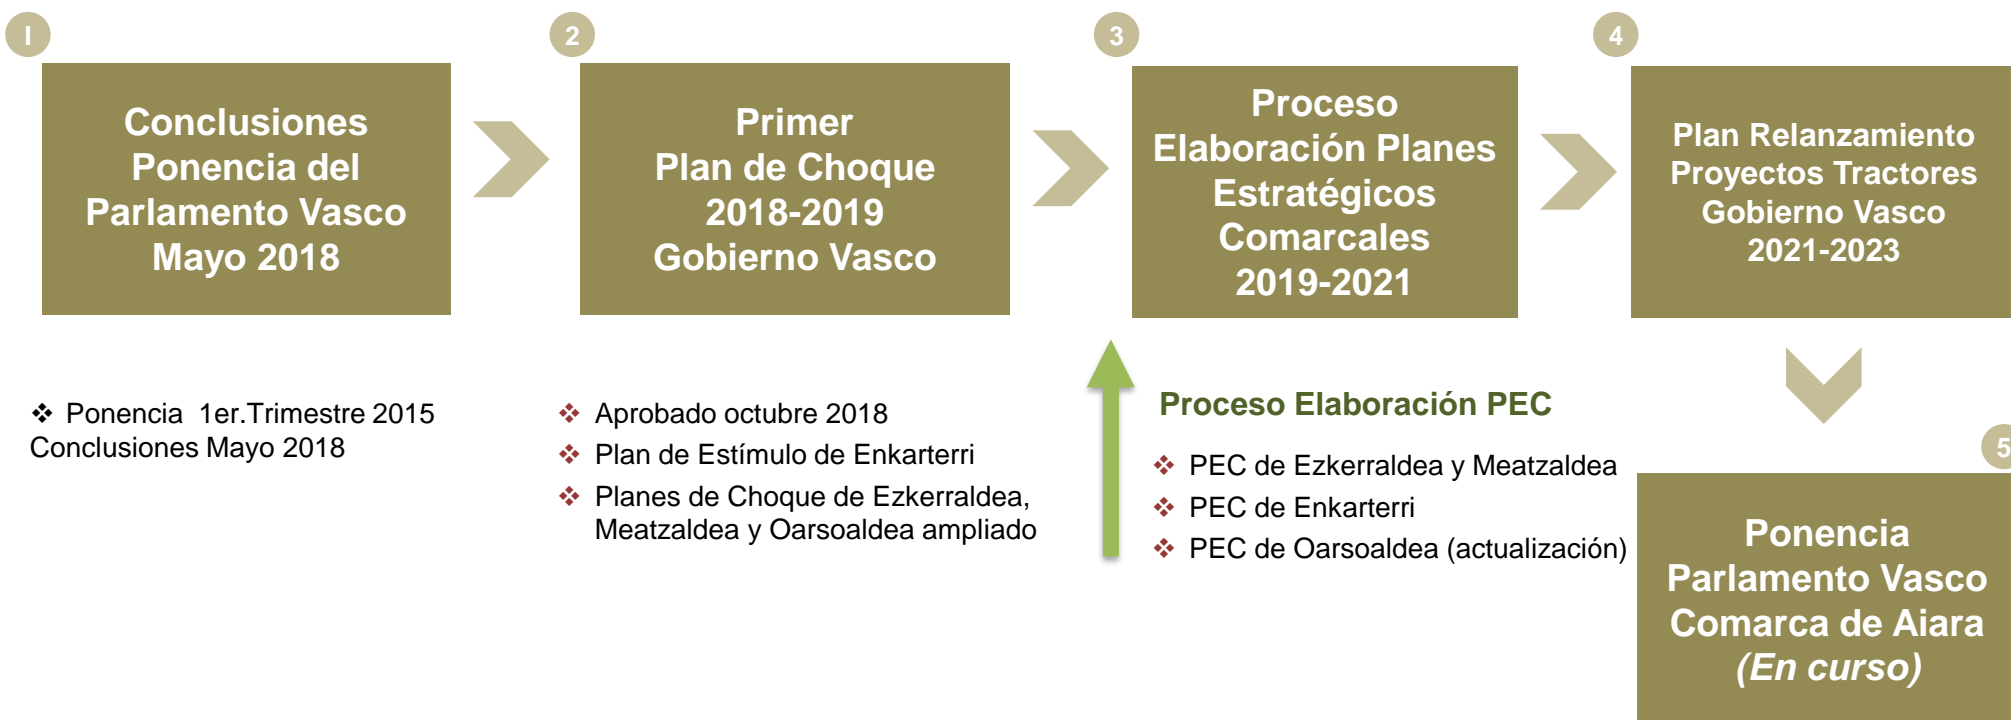 I
Conclusiones
Ponencia del
Parlamento Vasco
Mayo 2018
❖ Ponencia 1er.Trimestre 2015
Conclusiones Mayo 2018
2
Primer
Plan de Choque
2018-2019
Gobierno Vasco
❖ Aprobado octubre 2018
❖ Plan de Estímulo de Enkarterri
❖ Planes de Choque de Ezkerraldea,
Meatzaldea y Oarsoaldea ampliado
3
Proceso
Elaboración Planes
Estratégicos
Comarcales
2019-2021
Proceso Elaboración PEC
❖ PEC de Ezkerraldea y Meatzaldea
❖ PEC de Enkarterri
❖ PEC de Oarsoaldea (actualización)
4
Plan Relanzamiento
Proyectos Tractores
Gobierno Vasco
2021-2023
5
Ponencia
Parlamento Vasco
Comarca de Aiara
(En curso)